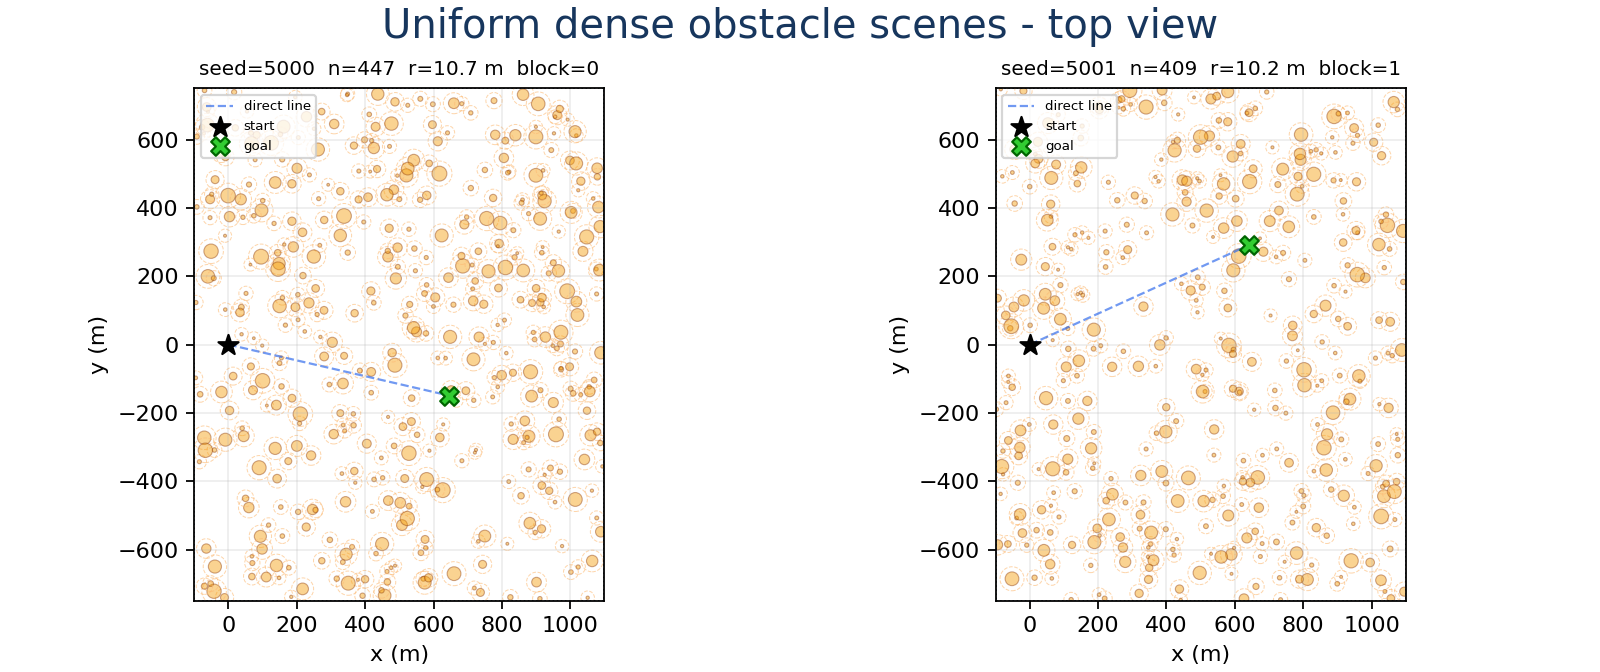 Uniform dense obstacle scenes - top view
seed=5000 n=447 r=10.7 m block=0
direct line
start
goal
600
400
200
0
−200
−400
−600
y (m)
0 200 400 600 800 1000
x (m)
seed=5001 n=409 r=10.2 m block=1
direct line
start
goal
600
400
200
0
−200
−400
−600
y (m)
0 200 400 600 800 1000
x (m)